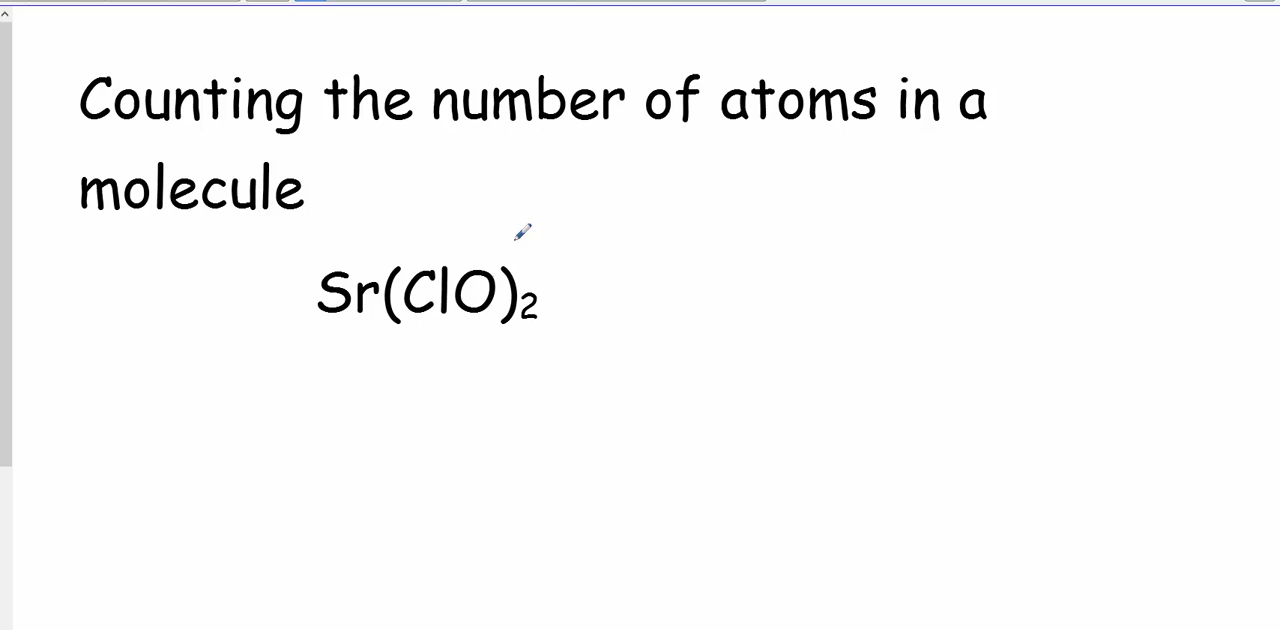 Counting the number of atoms in a
molecule
Sr(ClO)₂